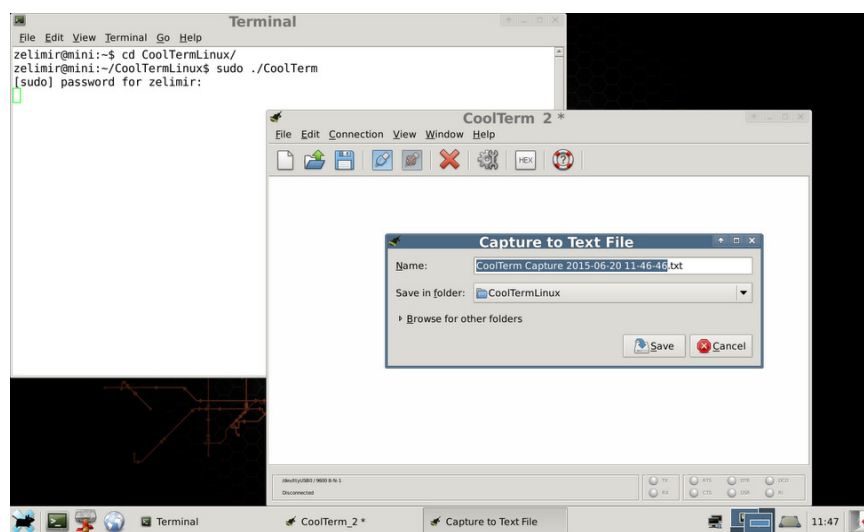 Terminal
File Edit View Terminal Go Help
zelimir@mini:~$ cd CoolTermLinux/
zelimir@mini:~/CoolTermLinux$ sudo ./CoolTerm
[sudo] password for zelimir:
CoolTerm 2 *
File Edit Connection View Window Help
HEX
Capture to Text File
Name: CoolTerm Capture 2015-06-20 11-46-46.txt
Save in folder: CoolTermLinux
Browse for other folders
Save Cancel
TX RTS DTR DCD
Disconnected RX CTS DSR RI
Terminal CoolTerm_2 * Capture to Text File 11:47